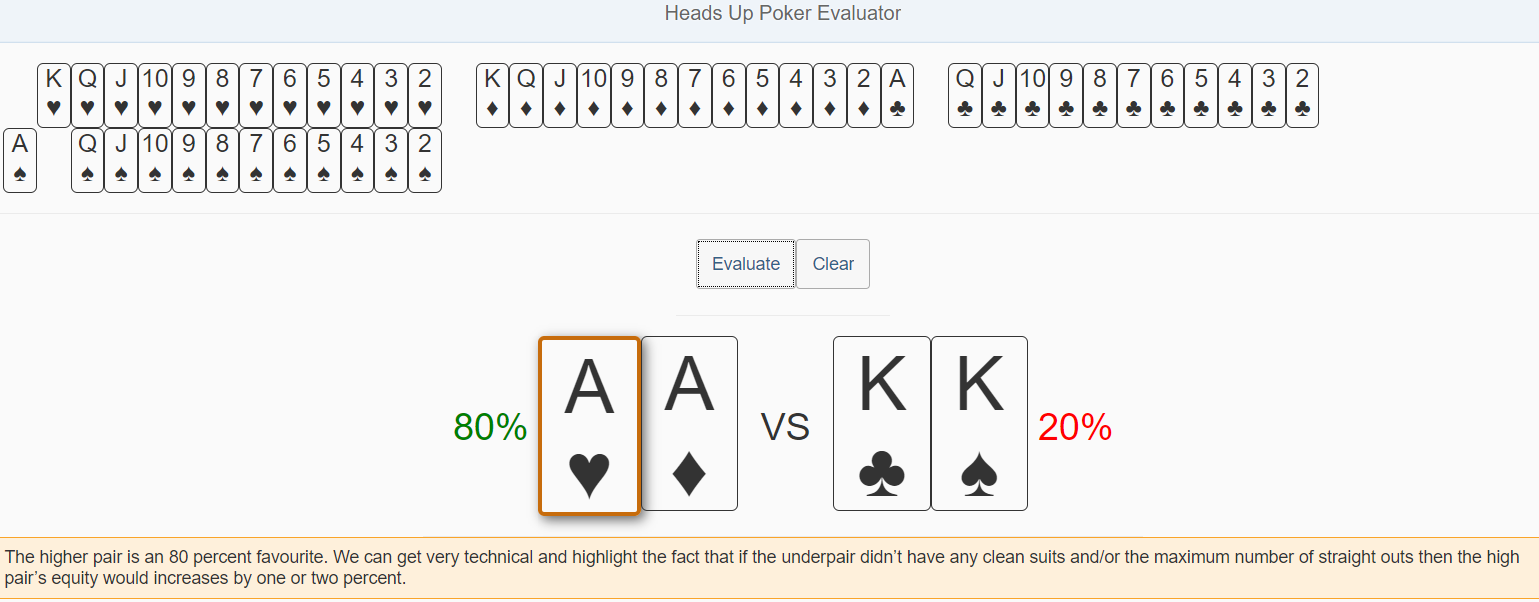 Heads Up Poker Evaluator
K Q J 10 9 8 7 6 5 4 3 2 K Q J 10 9 8 7 6 5 4 3 2 A Q J 10 9 8 7 6 5 4 3 2
♥ ♥ ♥ ♥ ♥ ♥ ♥ ♥ ♥ ♥ ♥ ♥ ♦ ♦ ♦ ♦ ♦ ♦ ♦ ♦ ♦ ♦ ♦ ♦ ♣ ♣ ♣ ♣ ♣ ♣ ♣ ♣ ♣ ♣ ♣ ♣
A Q J 10 9 8 7 6 5 4 3 2
♠ ♠ ♠ ♠ ♠ ♠ ♠ ♠ ♠ ♠ ♠ ♠
Evaluate Clear
80% A A VS K K 20%
♥ ♦ ♣ ♠
The higher pair is an 80 percent favourite. We can get very technical and highlight the fact that if the underpair didn’t have any clean suits and/or the maximum number of straight outs then the high
pair’s equity would increases by one or two percent.